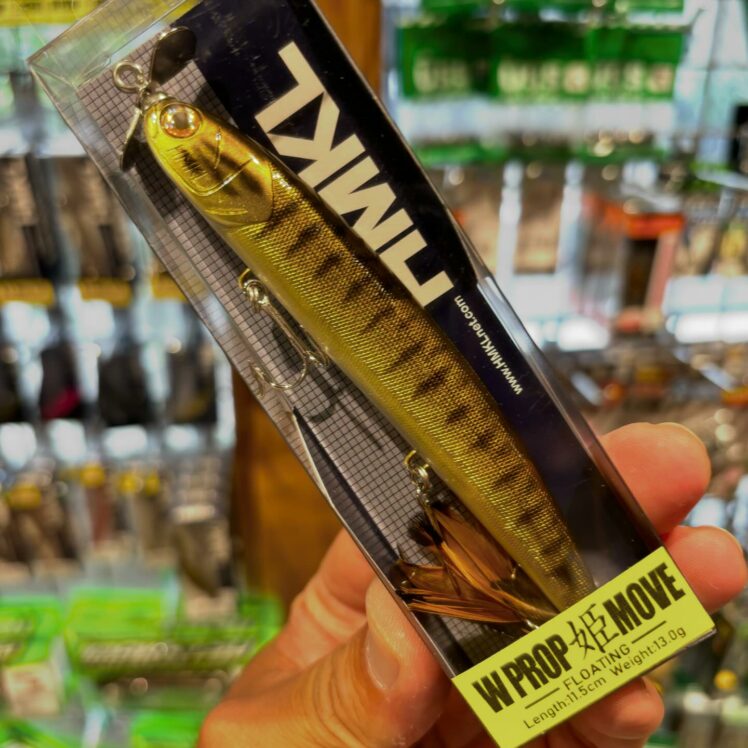 HMKL
www.HMKLnet.com
W PROP 姫 MOVE
FLOATING
Length:11.5cm Weight:13.0g